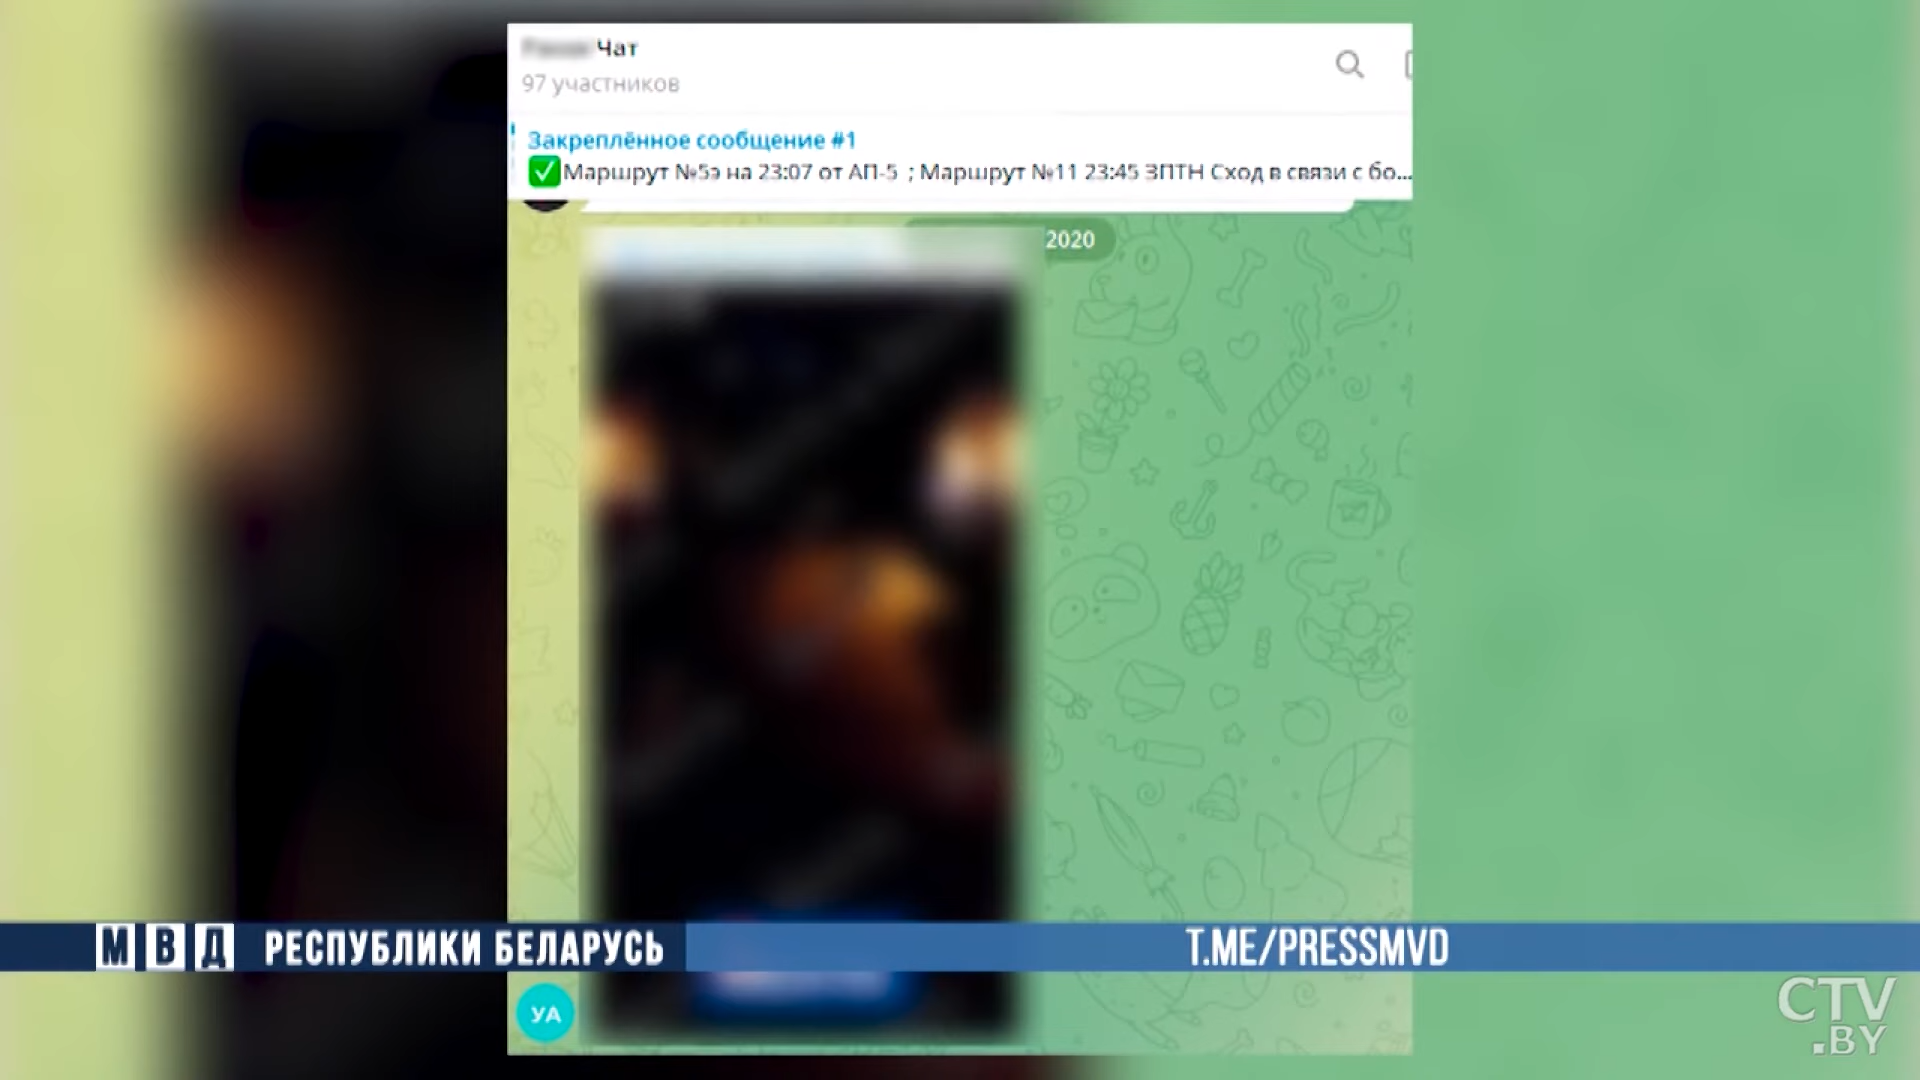 Чат
97 участников
Закреплённое сообщение #1
✅Маршрут №5э на 23:07 от АП-5 ; Маршрут №11 23:45 ЗПТН Сход в связи с бо...
2020
МВД РЕСПУБЛИКИ БЕЛАРУСЬ
T.ME/PRESSMVD
УА
CTV
.BY